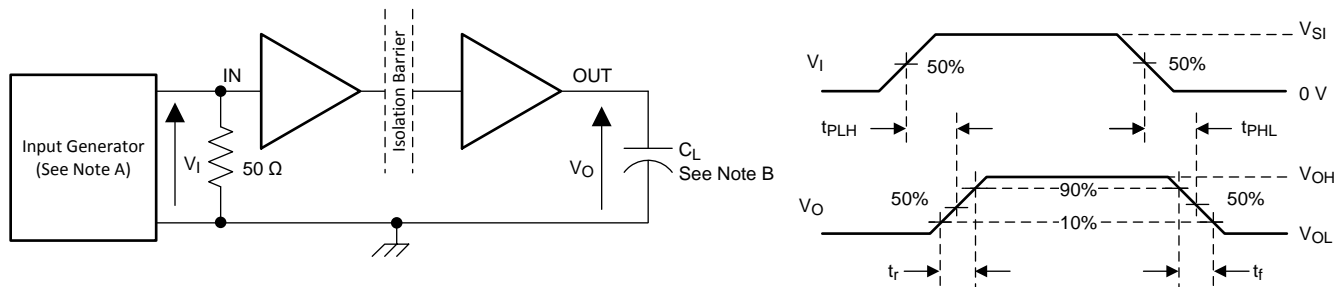 Input Generator
(See Note A)
V_I
IN
50 Ω
Isolation Barrier
OUT
V_O
C_L
See Note B
V_I
50%
50%
V_SI
0 V
t_PLH
t_PHL
V_O
50%
90%
10%
50%
V_OH
V_OL
t_r
t_f